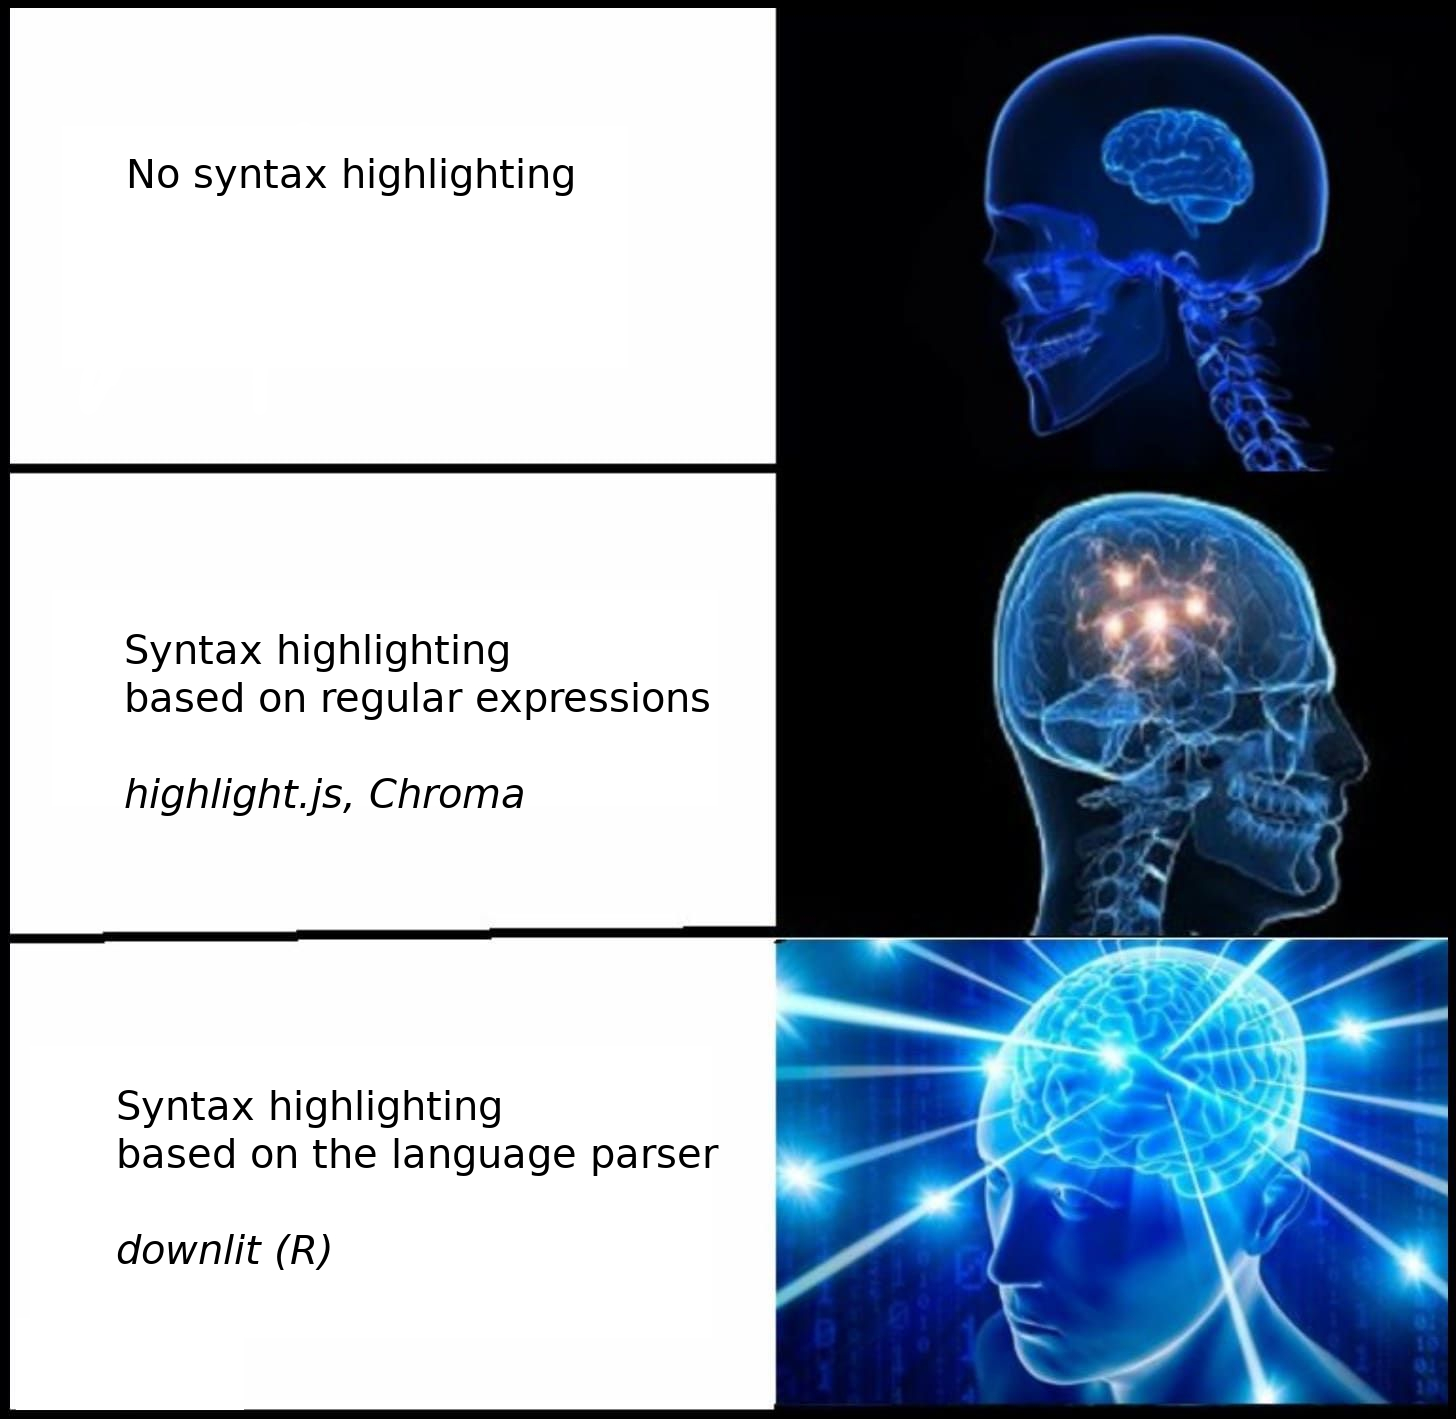 No syntax highlighting
Syntax highlighting
based on regular expressions
highlight.js, Chroma
Syntax highlighting
based on the language parser
downlit (R)